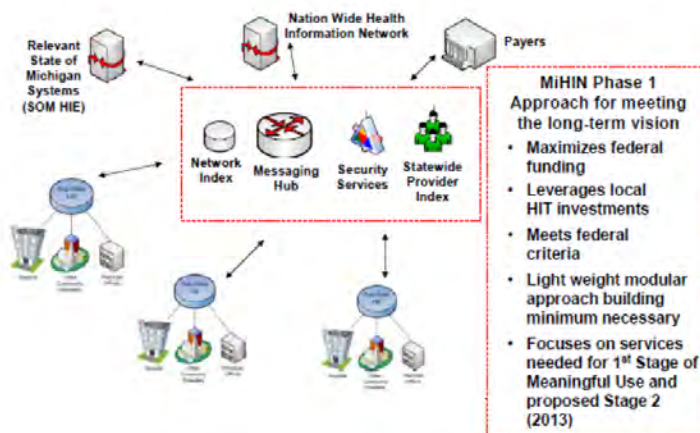 Relevant
State of
Michigan
Systems
(SOM HIE)
Nation Wide Health
Information Network
Payers
Network
Index
Messaging
Hub
Security
Services
Statewide
Provider
Index
MiHIN Phase 1
Approach for meeting
the long-term vision
• Maximizes federal
funding
• Leverages local
HIT investments
• Meets federal
criteria
• Light weight modular
approach building
minimum necessary
• Focuses on services
needed for 1st Stage of
Meaningful Use and
proposed Stage 2
(2013)